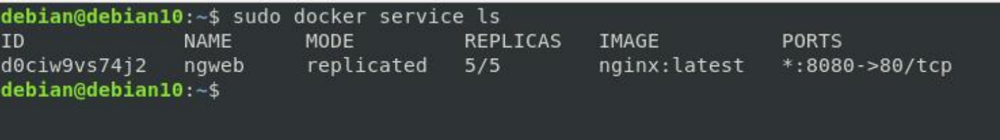 debian@debian10:~$ sudo docker service ls
ID NAME MODE REPLICAS IMAGE PORTS
d0ciw9vs74j2 ngweb replicated 5/5 nginx:latest *:8080->80/tcp
debian@debian10:~$